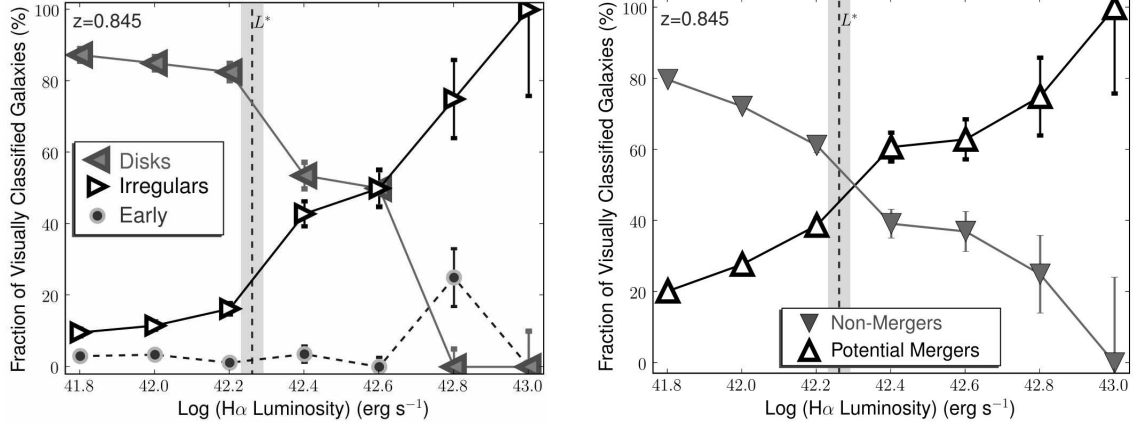 z=0.845
L*
Fraction of Visually Classified Galaxies (%)
100
80
60
40
20
0
Disks
Irregulars
Early
41.8 42.0 42.2 42.4 42.6 42.8 43.0
Log (Hα Luminosity) (erg s⁻¹)
z=0.845
L*
Fraction of Visually Classified Galaxies (%)
100
80
60
40
20
0
Non-Mergers
Potential Mergers
41.8 42.0 42.2 42.4 42.6 42.8 43.0
Log (Hα Luminosity) (erg s⁻¹)